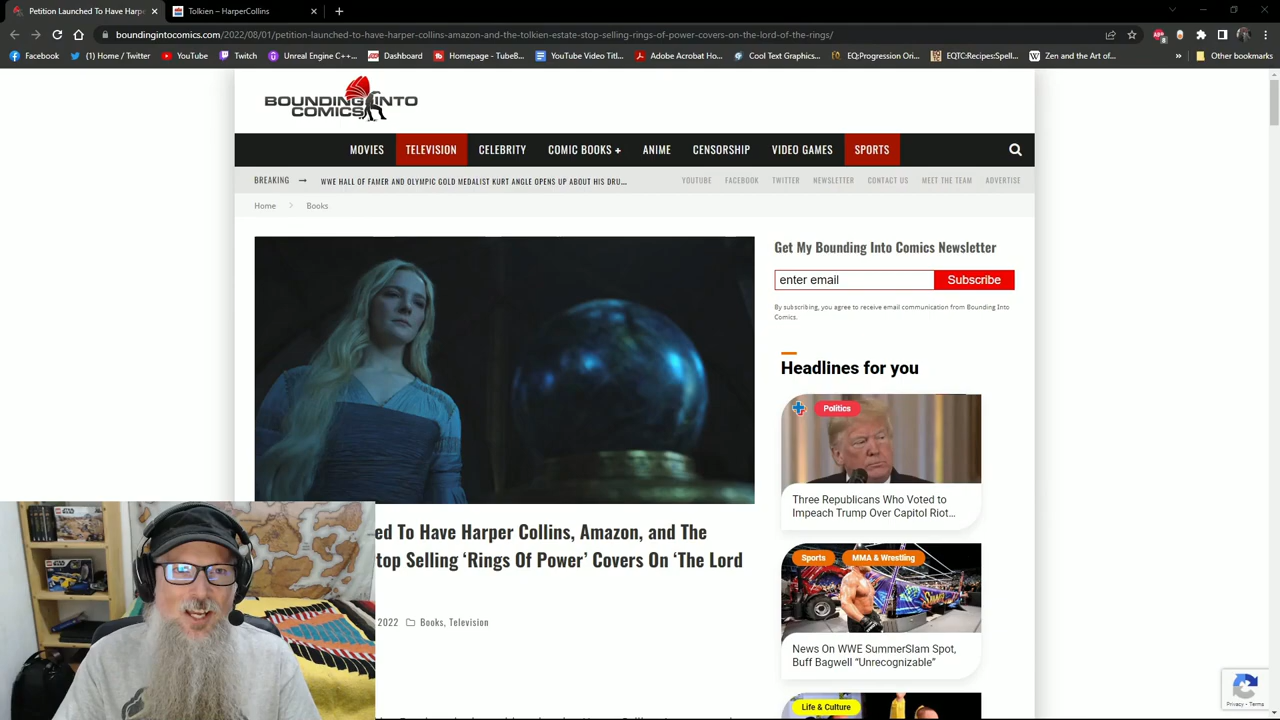 Petition Launched To Have Harpe
Tolkien – HarperCollins
boundingintocomics.com/2022/08/01/petition-launched-to-have-harper-collins-amazon-and-the-tolkien-estate-stop-selling-rings-of-power-covers-on-the-lord-of-the-rings/
Facebook
(1) Home / Twitter
YouTube
Twitch
Unreal Engine 4 C...
Dashboard
Homepage - TubeB...
YouTube Video Titl...
Adobe Acrobat Ho...
Cool Text Graphics...
EQ:Progression Ori...
EQTC:Recipes:Spell...
Zen and the Art of...
»
Other bookmarks
BOUNDING INTO
COMICS
MOVIES
TELEVISION
CELEBRITY
COMIC BOOKS +
ANIME
CENSORSHIP
VIDEO GAMES
SPORTS
BREAKING
WWE HALL OF FAMER AND OLYMPIC GOLD MEDALIST KURT ANGLE OPENS UP ABOUT HIS DRU...
YOUTUBE
FACEBOOK
TWITTER
NEWSLETTER
CONTACT US
MEET THE TEAM
ADVERTISE
Home
Books
Get My Bounding Into Comics Newsletter
enter email
Subscribe
By subscribing, you agree to receive email communication from Bounding Into
Comics.
Headlines for you
Politics
Three Republicans Who Voted to
Impeach Trump Over Capitol Riot...
Sports
MMA & Wrestling
News On WWE SummerSlam Spot,
Buff Bagwell “Unrecognizable”
Life & Culture
ed To Have Harper Collins, Amazon, and The
top Selling ‘Rings Of Power’ Covers On ‘The Lord
2022
Books, Television
Privacy - Terms